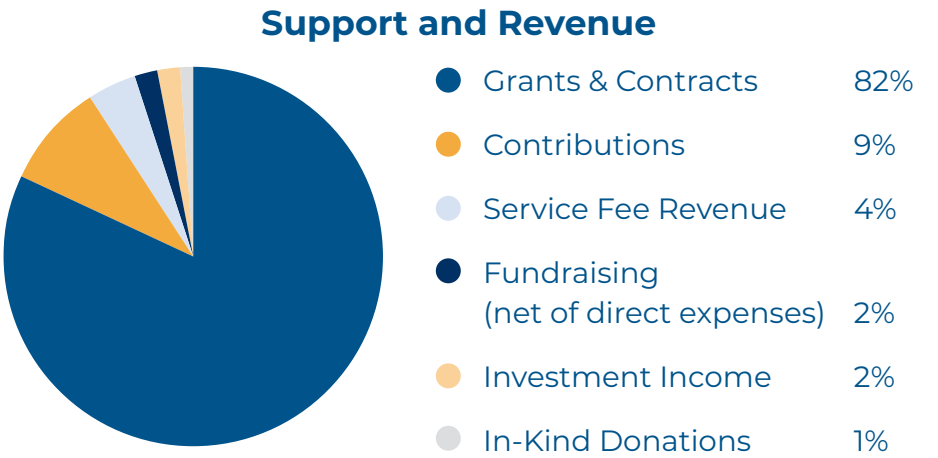 Support and Revenue
Grants & Contracts 82%
Contributions 9%
Service Fee Revenue 4%
Fundraising
(net of direct expenses) 2%
Investment Income 2%
In-Kind Donations 1%